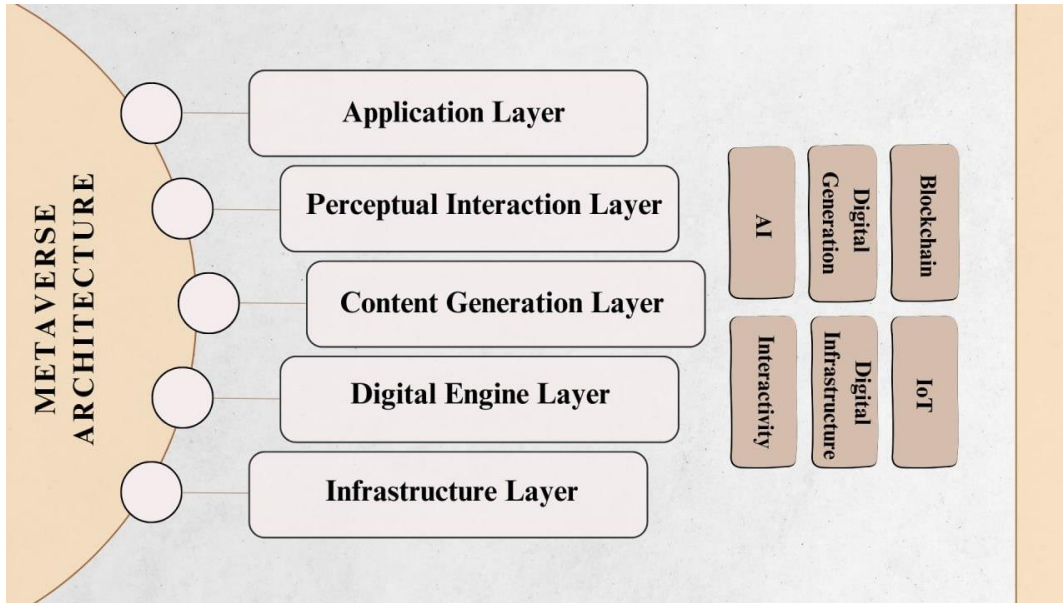 METAVERSE
ARCHITECTURE
Application Layer
Perceptual Interaction Layer
Content Generation Layer
Digital Engine Layer
Infrastructure Layer
AI
Digital
Generation
Blockchain
Interactivity
Digital
Infrastructure
IoT